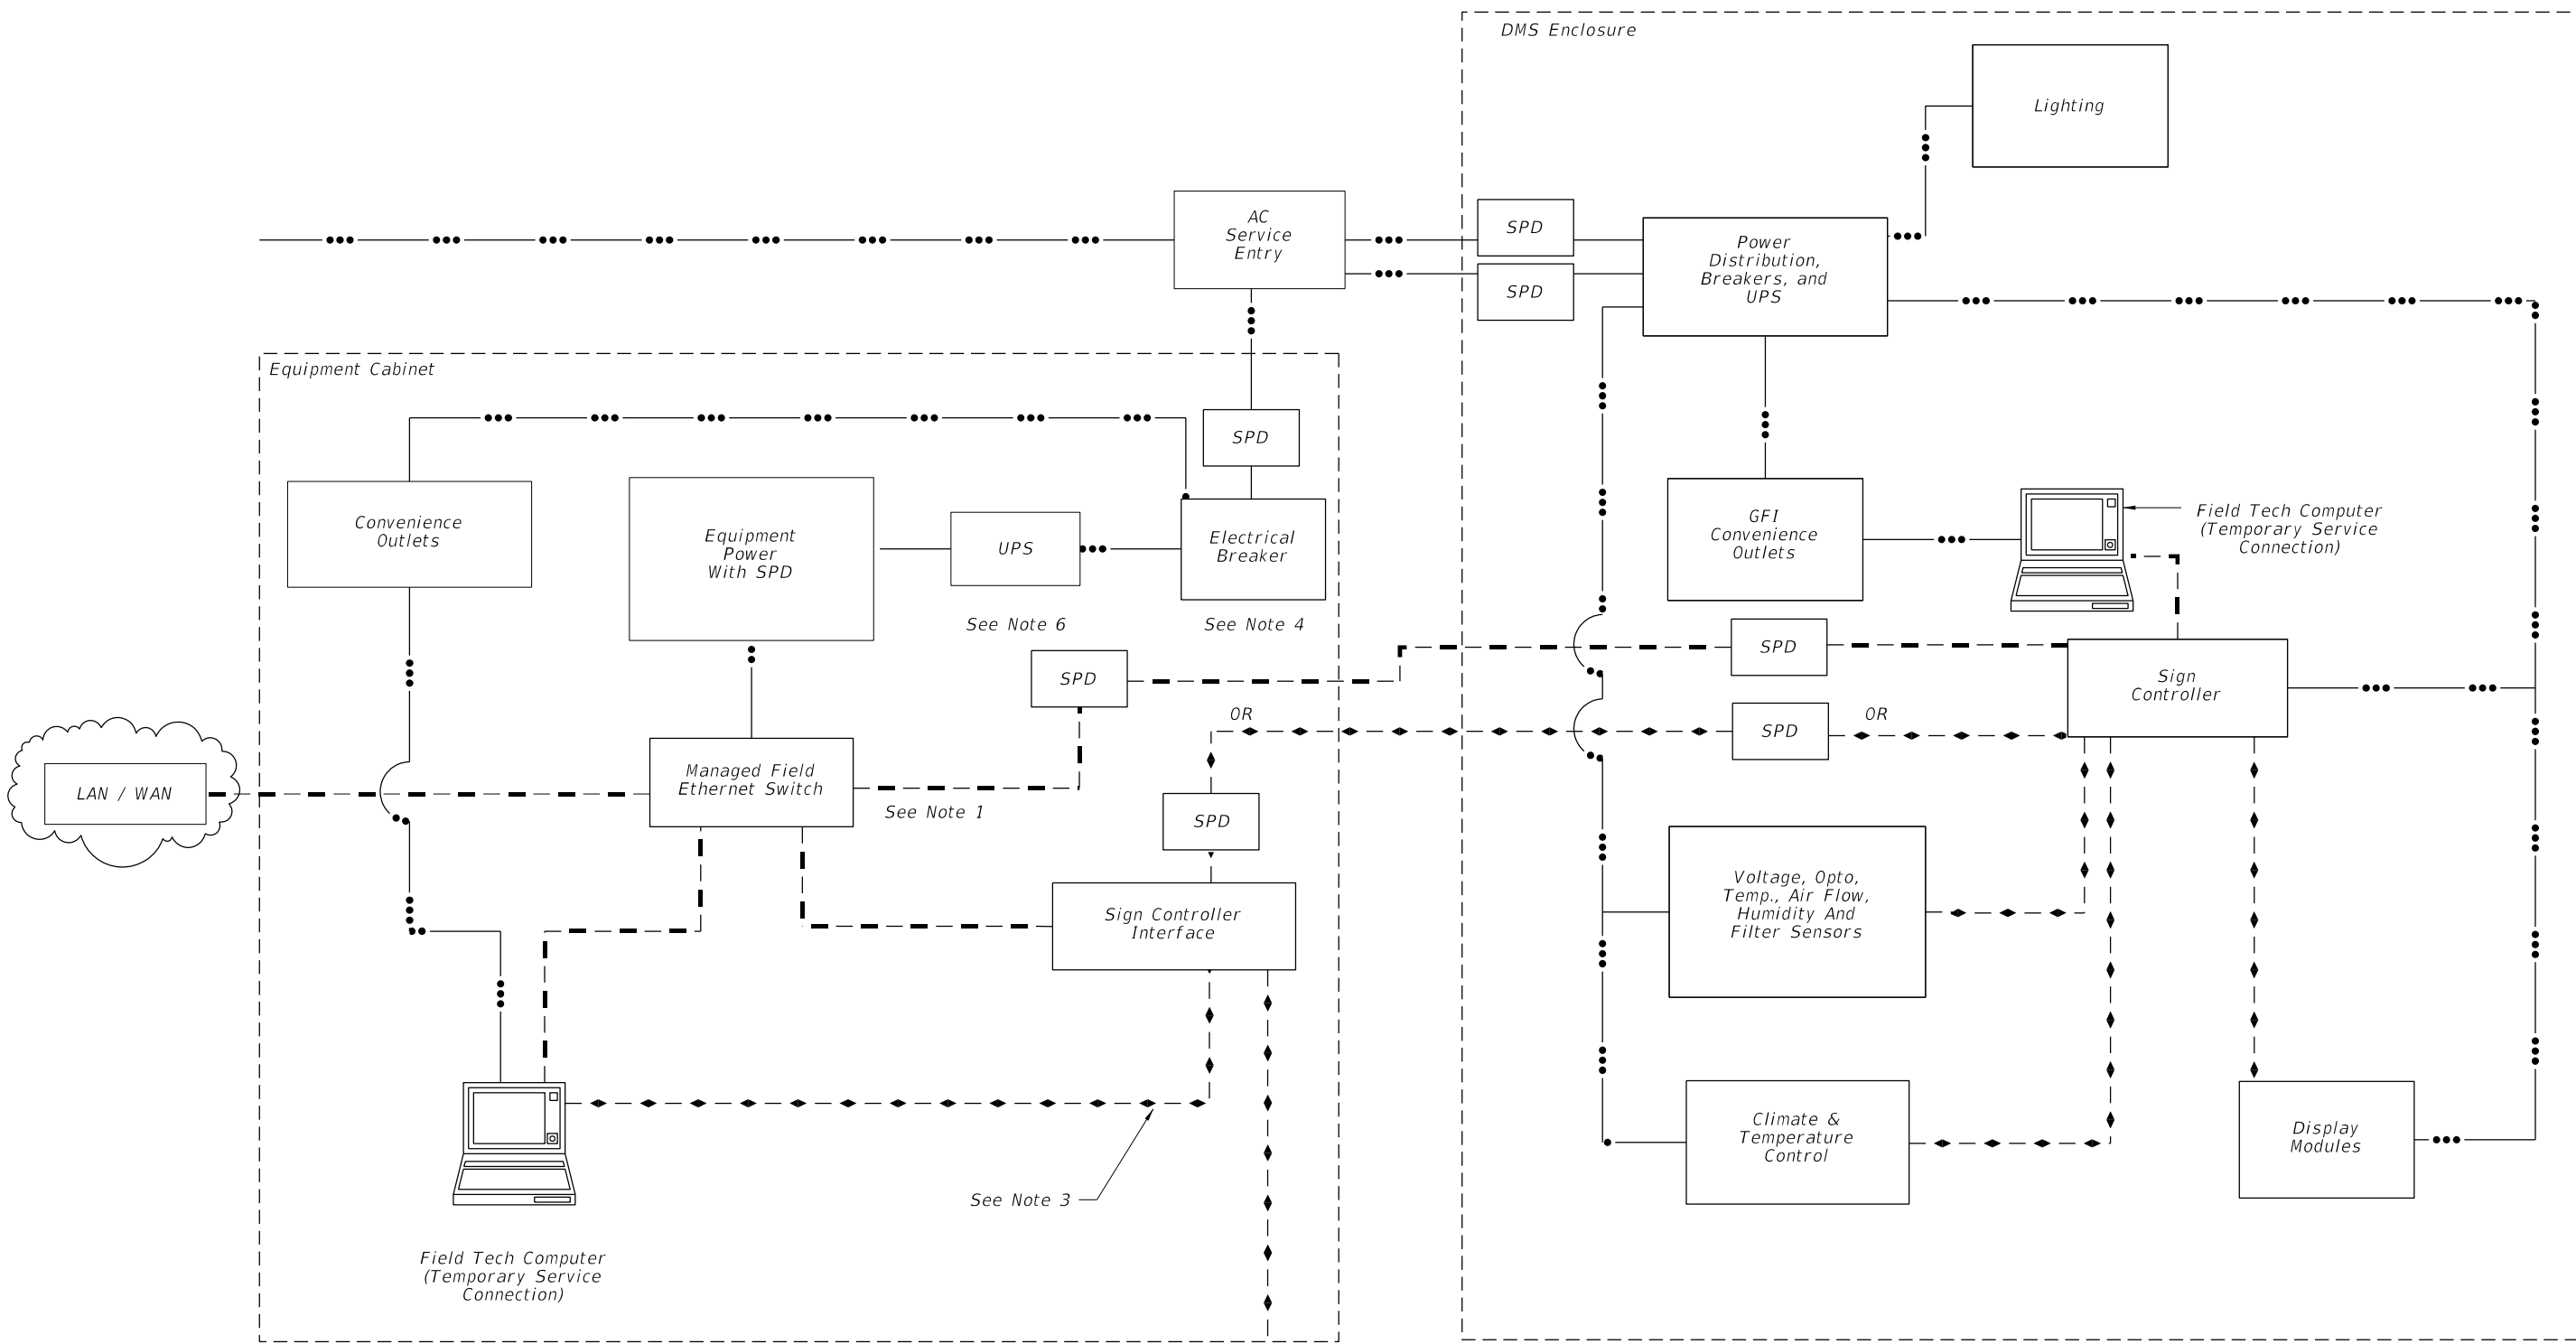 DMS Enclosure
Lighting
AC
Service
Entry
SPD
SPD
Power
Distribution,
Breakers, and
UPS
Equipment Cabinet
SPD
Convenience
Outlets
Equipment
Power
With SPD
UPS
Electrical
Breaker
See Note 6
See Note 4
GFI
Convenience
Outlets
Field Tech Computer
(Temporary Service
Connection)
SPD
SPD
Sign
Controller
OR
SPD
OR
LAN / WAN
Managed Field
Ethernet Switch
See Note 1
SPD
Sign Controller
Interface
Voltage, Opto,
Temp., Air Flow,
Humidity And
Filter Sensors
See Note 3
Climate &
Temperature
Control
Display
Modules
Field Tech Computer
(Temporary Service
Connection)